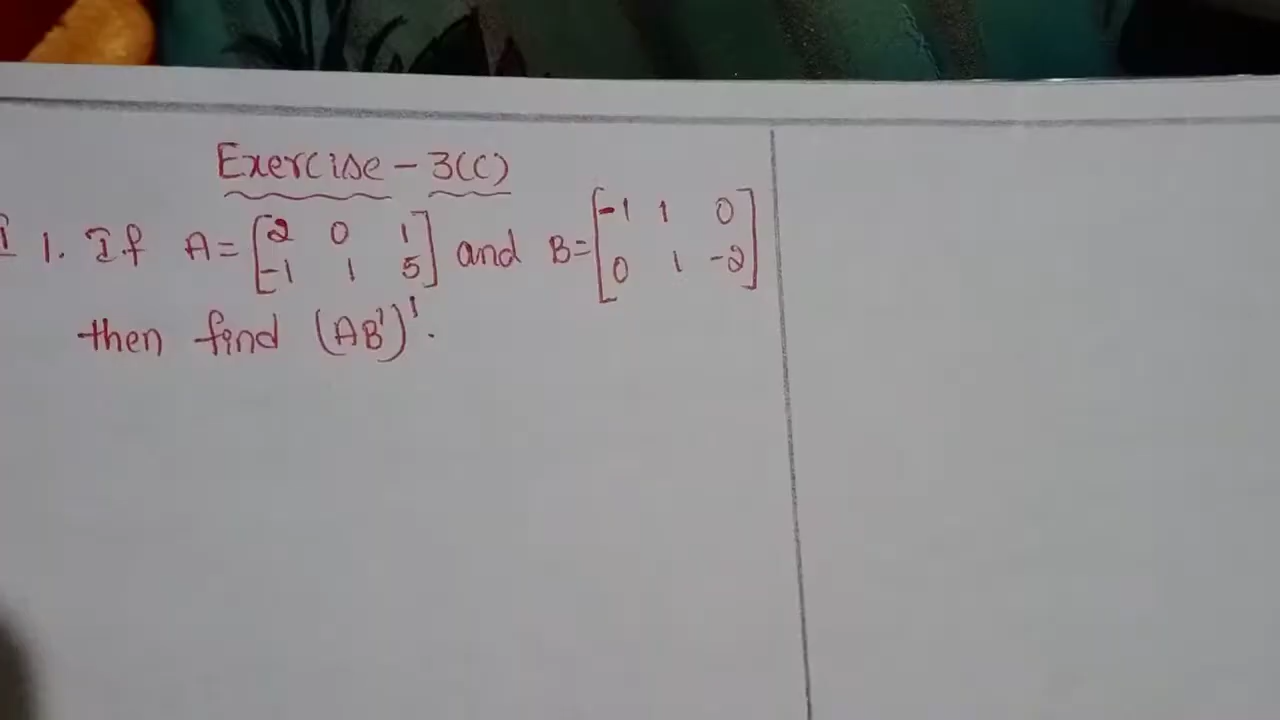 Exercise - 3(C)
I 1. If A= [2 0 1 and B= [-1 1 0
-1 1 5] 0 1 -2]
then find (AB')'.